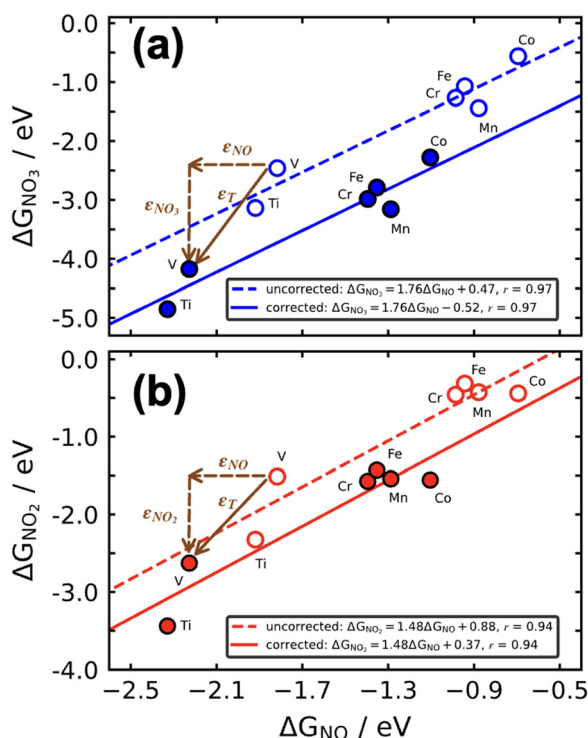 (a)
0.0
-1.0
-2.0
-3.0
-4.0
-5.0
ΔG_NO₃ / eV
Co
Fe
Cr
Mn
Co
Fe
Cr
Mn
V
Ti
V
Ti
ε_NO
ε_NO₃
ε_T
uncorrected: ΔG_NO₂ = 1.76ΔG_NO + 0.47, r = 0.97
corrected: ΔG_NO₃ = 1.76ΔG_NO − 0.52, r = 0.97
(b)
0.0
-1.0
-2.0
-3.0
-4.0
ΔG_NO₂ / eV
Fe
Cr
Mn
Co
Fe
Cr
Mn
Co
V
Ti
V
Ti
ε_NO
ε_NO₂
ε_T
uncorrected: ΔG_NO₂ = 1.48ΔG_NO + 0.88, r = 0.94
corrected: ΔG_NO₂ = 1.48ΔG_NO + 0.37, r = 0.94
−2.5 −2.1 −1.7 −1.3 −0.9 −0.5
ΔG_NO / eV